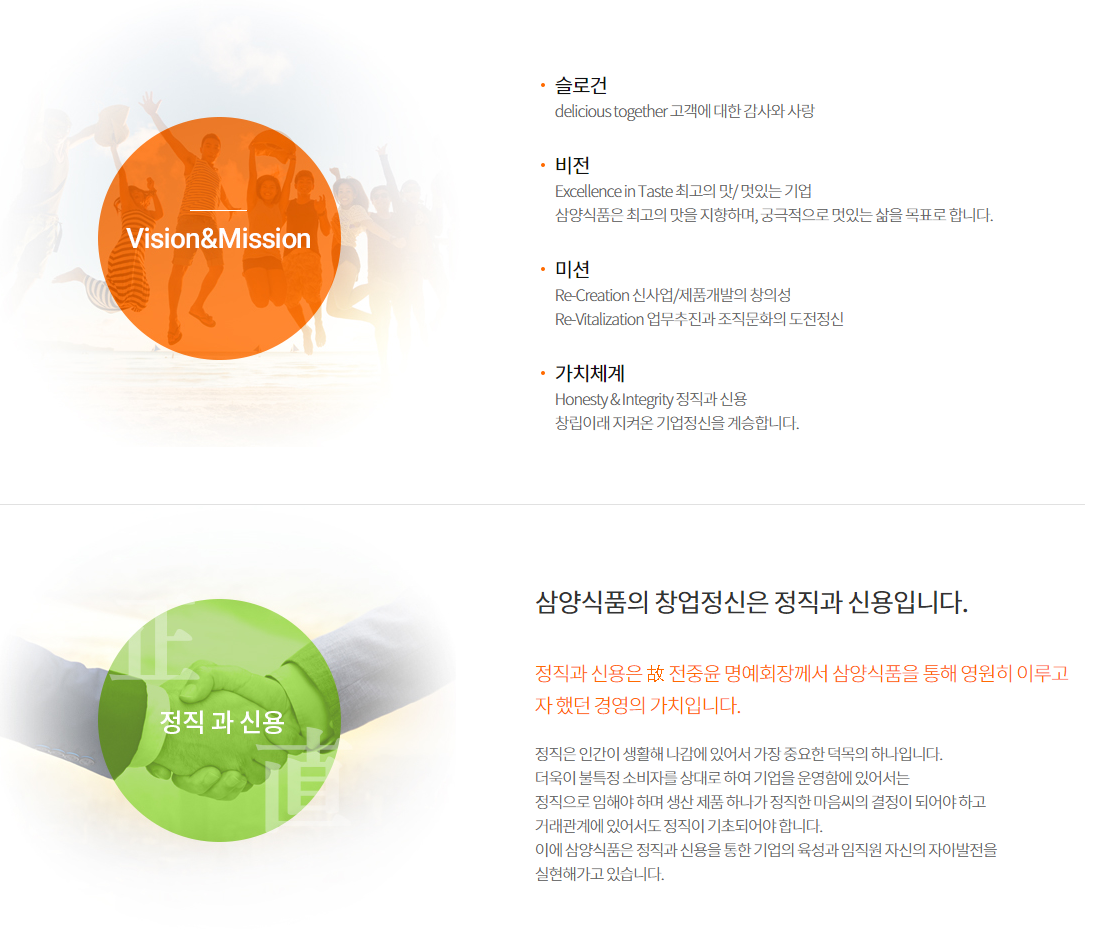 Vision&Mission
슬로건
delicious together 고객에 대한 감사와 사랑
비전
Excellence in Taste 최고의 맛/ 멋있는 기업
삼양식품은 최고의 맛을 지향하며, 궁극적으로 멋있는 삶을 목표로 합니다.
미션
Re-Creation 신사업/제품개발의 창의성
Re-Vitalization 업무추진과 조직문화의 도전정신
가치체계
Honesty & Integrity 정직과 신용
창립이래 지켜온 기업정신을 계승합니다.
正
정직 과 신용
直
삼양식품의 창업정신은 정직과 신용입니다.
정직과 신용은 故 전중윤 명예회장께서 삼양식품을 통해 영원히 이루고
자 했던 경영의 가치입니다.
정직은 인간이 생활해 나감에 있어서 가장 중요한 덕목의 하나입니다.
더욱이 불특정 소비자를 상대로 하여 기업을 운영함에 있어서는
정직으로 임해야 하며 생산 제품 하나가 정직한 마음씨의 결정이 되어야 하고
거래관계에 있어서도 정직이 기초되어야 합니다.
이에 삼양식품은 정직과 신용을 통한 기업의 육성과 임직원 자신의 자아발전을
실현해가고 있습니다.